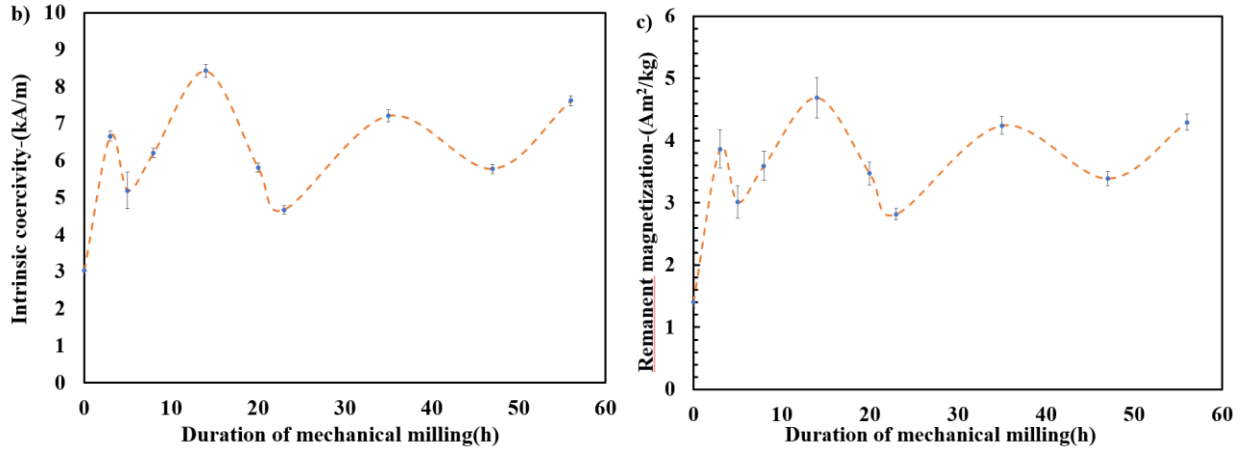 b)
10
9
8
7
6
5
4
3
2
1
0
Intrinsic coercivity-(kA/m)
0 10 20 30 40 50 60
Duration of mechanical milling(h)
c)
6
5
4
3
2
1
0
Remanent magnetization-(Am²/kg)
0 10 20 30 40 50 60
Duration of mechanical milling(h)